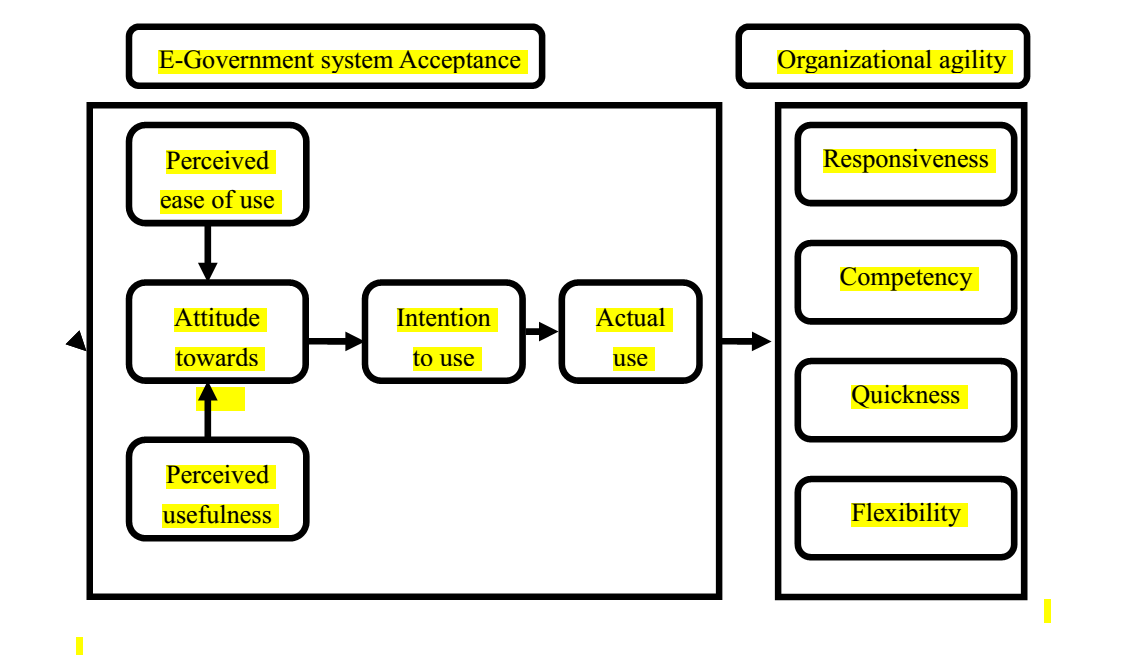 E-Government system Acceptance
Organizational agility
Perceived
ease of use
Attitude
towards
Intention
to use
Actual
use
Perceived
usefulness
Responsiveness
Competency
Quickness
Flexibility